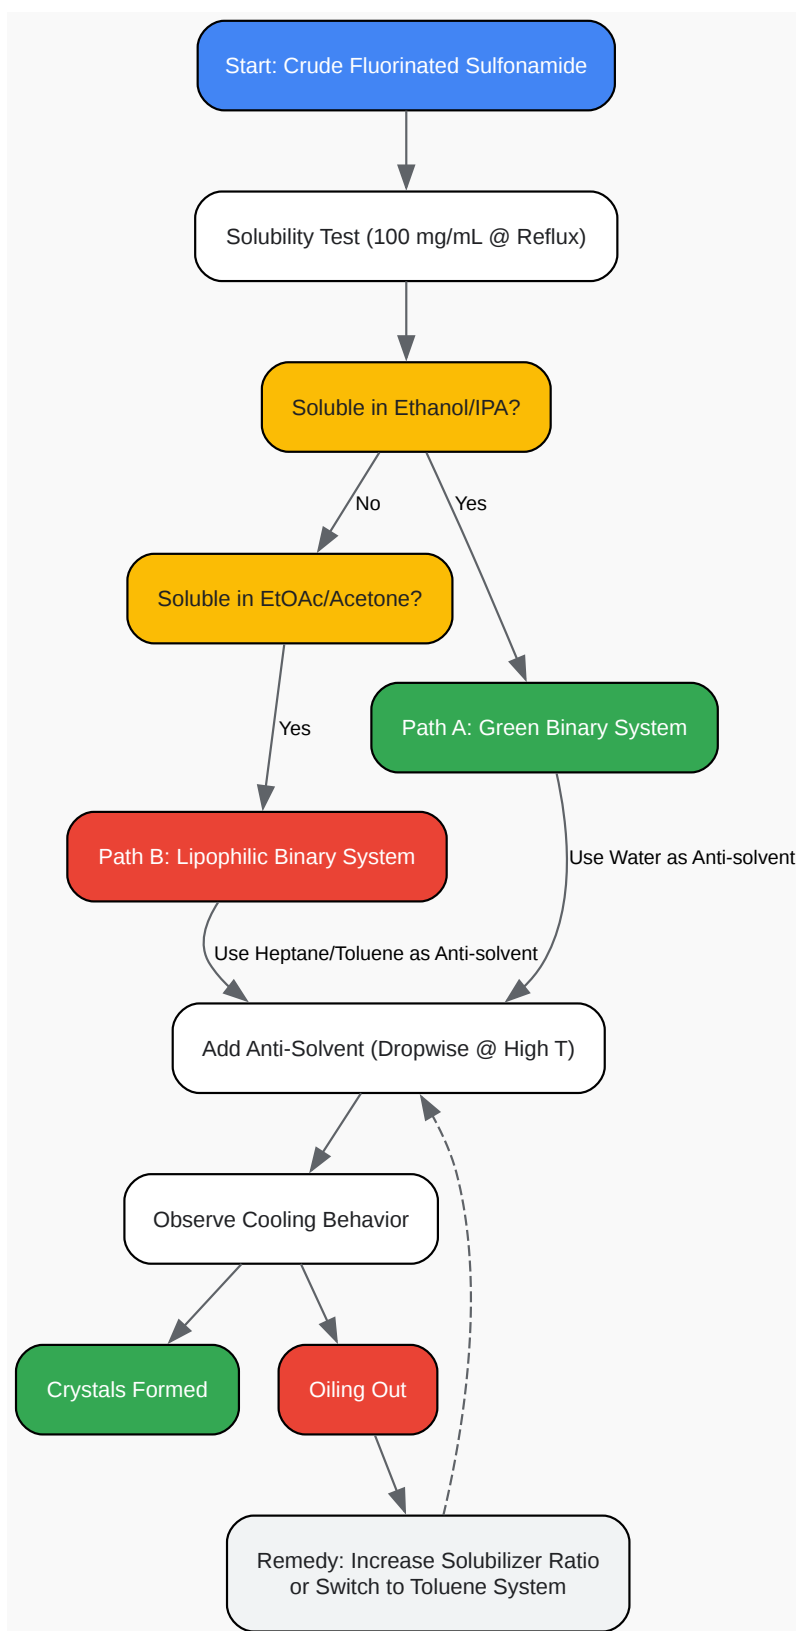 Start: Crude Fluorinated Sulfonamide
Solubility Test (100 mg/mL @ Reflux)
Soluble in Ethanol/IPA?
No
Yes
Soluble in EtOAc/Acetone?
Yes
Path A: Green Binary System
Path B: Lipophilic Binary System
Use Water as Anti-solvent
Use Heptane/Toluene as Anti-solvent
Add Anti-Solvent (Dropwise @ High T)
Observe Cooling Behavior
Crystals Formed
Oiling Out
Remedy: Increase Solubilizer Ratio
or Switch to Toluene System